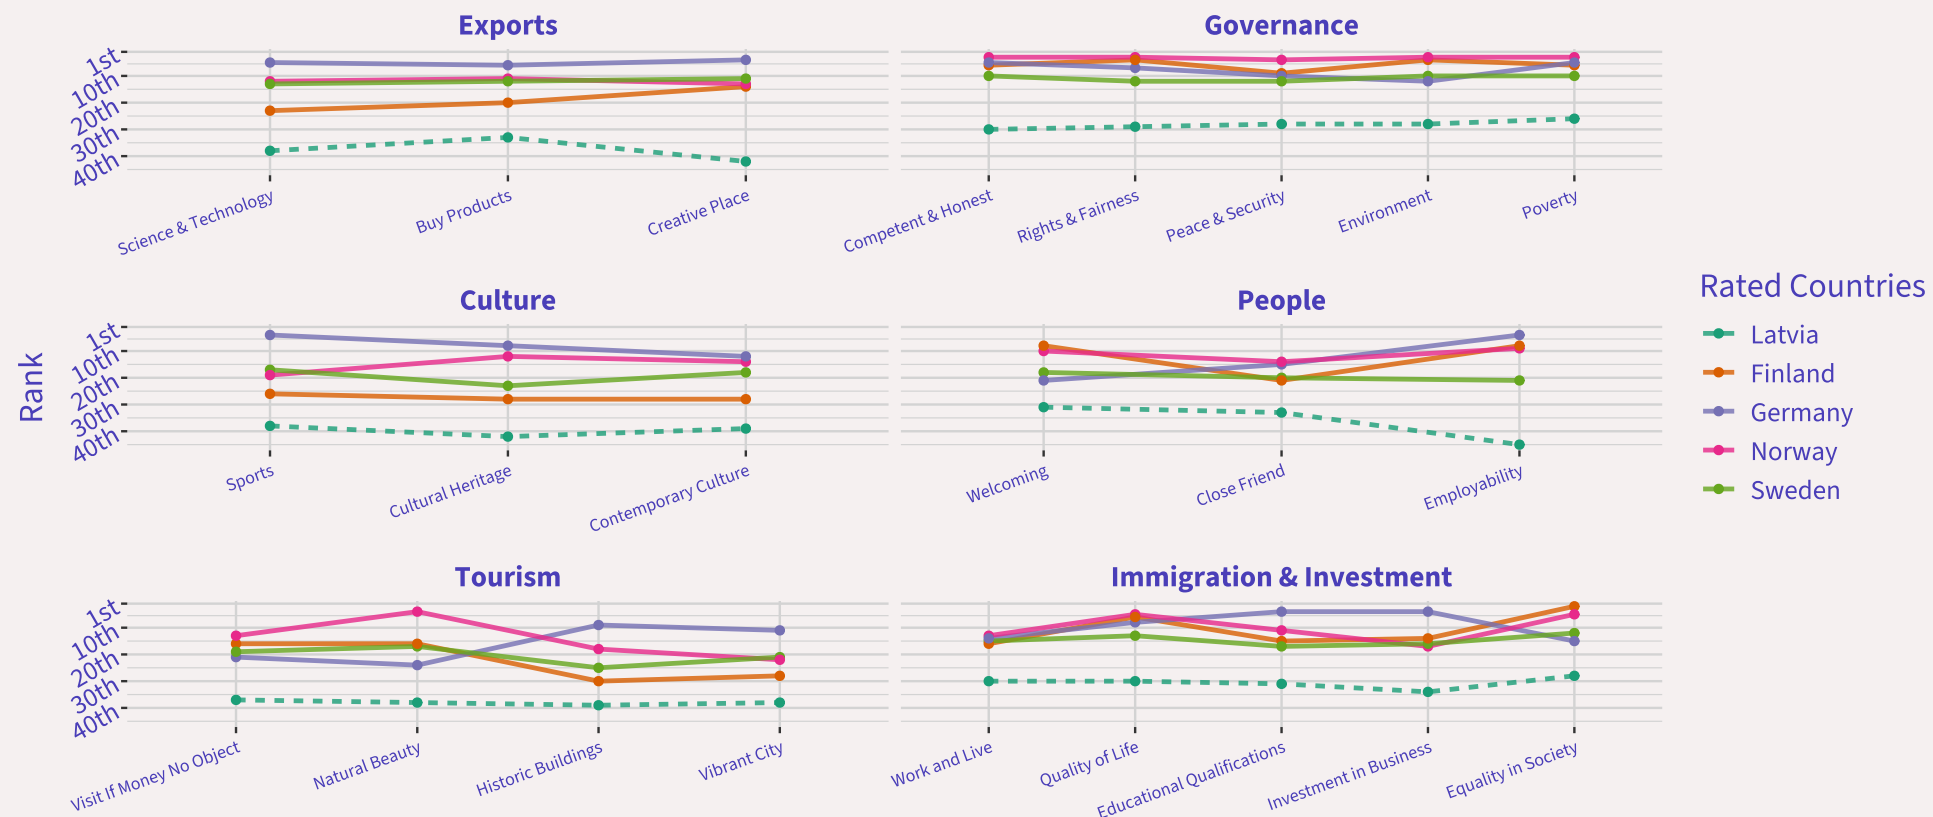 Exports
Governance
1st
10th
20th
30th
40th
Science & Technology
Buy Products
Creative Place
Competent & Honest
Rights & Fairness
Peace & Security
Environment
Poverty
Culture
People
Rank
1st
10th
20th
30th
40th
Sports
Cultural Heritage
Contemporary Culture
Welcoming
Close Friend
Employability
Rated Countries
Latvia
Finland
Germany
Norway
Sweden
Tourism
Immigration & Investment
1st
10th
20th
30th
40th
Visit If Money No Object
Natural Beauty
Historic Buildings
Vibrant City
Work and Live
Quality of Life
Educational Qualifications
Investment in Business
Equality in Society